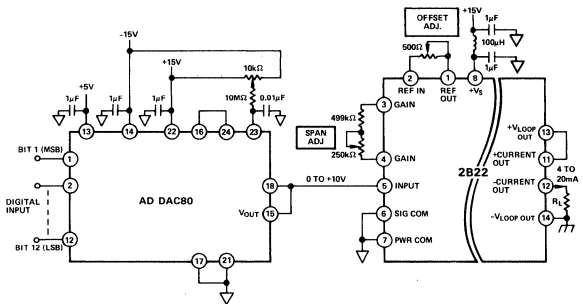 -15V
+15V
10kΩ
+5V
1μF
1μF
1μF
10MΩ
0.01μF
13
14
22
16
24
23
BIT 1 (MSB)
1
2
DIGITAL
INPUT
BIT 12 (LSB)
12
AD DAC80
18
VOUT
15
17
21
0 TO +10V
OFFSET
ADJ.
500Ω
+15V
1μF
100μH
1μF
2
1
8
REF IN
REF
OUT
+VS
3
GAIN
499kΩ
SPAN
ADJ
250kΩ
4
GAIN
5
INPUT
6
SIG COM
7
PWR COM
2B22
+VLOOP
OUT
13
+CURRENT
OUT
11
-CURRENT
OUT
12
4 TO
20mA
RL
-VLOOP OUT
14